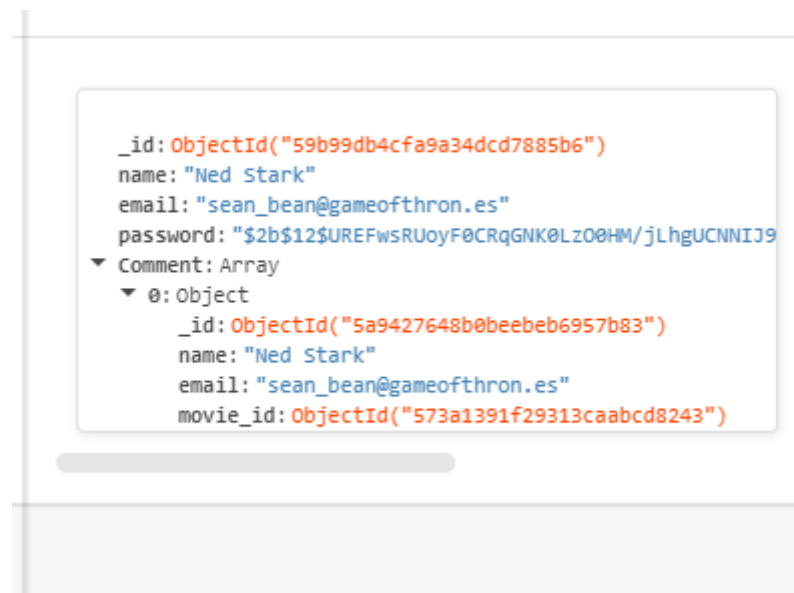 _id: ObjectId("59b99db4cfa9a34dcd7885b6")
name: "Ned Stark"
email: "sean_bean@gameofthron.es"
password: "$2b$12$UREFwsRUoyF0CRqGNK0LzO0HM/jLhgUCNNIJ9
Comment: Array
0: Object
_id: ObjectId("5a9427648b0beebeb6957b83")
name: "Ned Stark"
email: "sean_bean@gameofthron.es"
movie_id: ObjectId("573a1391f29313caabcd8243")